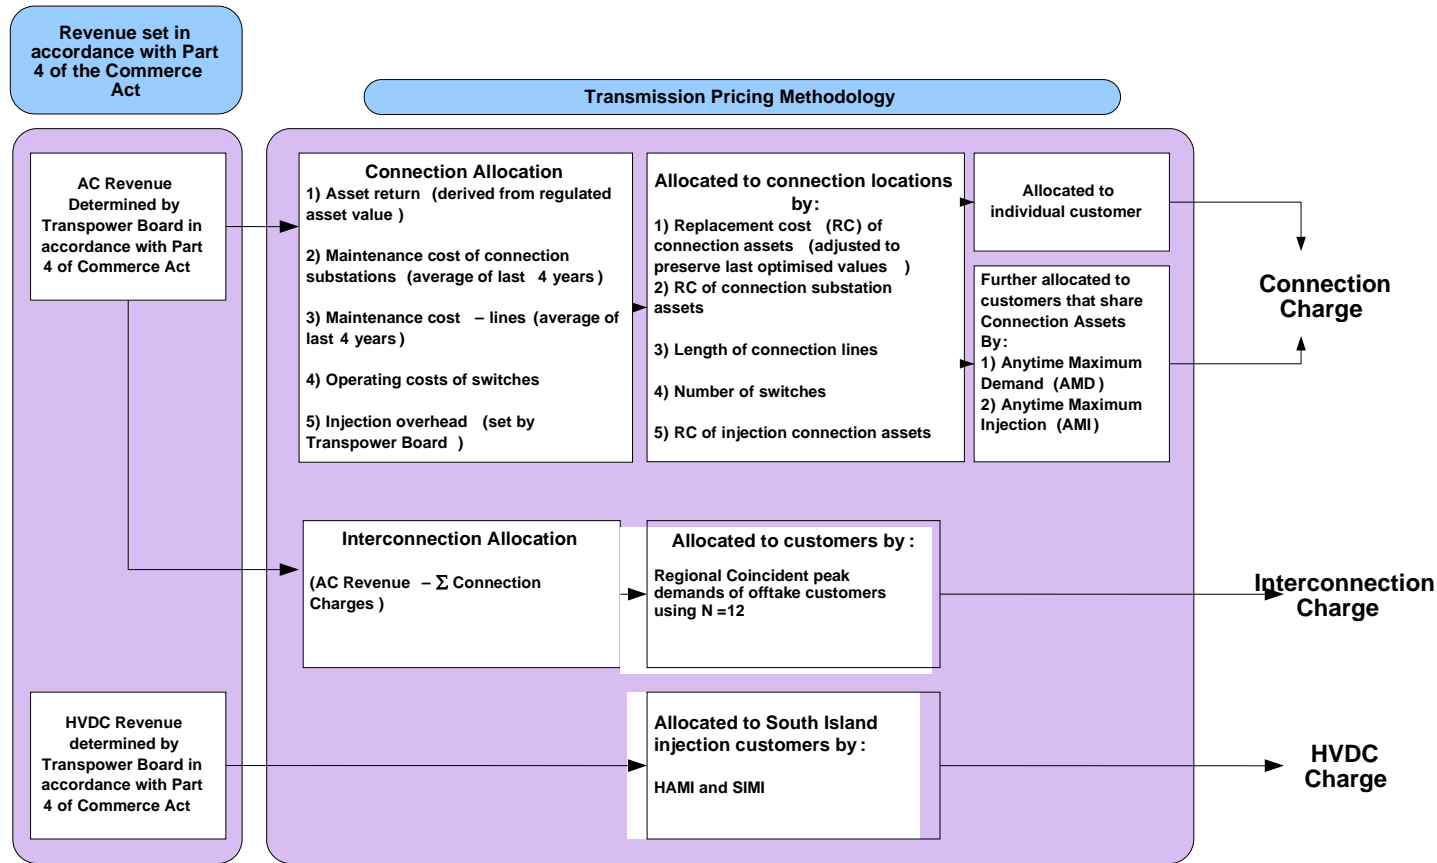 Revenue set in
accordance with Part
4 of the Commerce
Act
Transmission Pricing Methodology
AC Revenue
Determined by
Transpower Board in
accordance with Part
4 of Commerce Act
Connection Allocation
1) Asset return (derived from regulated
asset value )
2) Maintenance cost of connection
substations (average of last 4 years)
3) Maintenance cost – lines (average of
last 4 years)
4) Operating costs of switches
5) Injection overhead (set by
Transpower Board )
Allocated to connection locations
by:
1) Replacement cost (RC) of
connection assets (adjusted to
preserve last optimised values )
2) RC of connection substation
assets
3) Length of connection lines
4) Number of switches
5) RC of injection connection assets
Allocated to
individual customer
Further allocated to
customers that share
Connection Assets
By:
1) Anytime Maximum
Demand (AMD)
2) Anytime Maximum
Injection (AMI)
Connection
Charge
Interconnection Allocation
(AC Revenue – Σ Connection
Charges )
Allocated to customers by :
Regional Coincident peak
demands of offtake customers
using N =12
Interconnection
Charge
HVDC Revenue
determined by
Transpower Board in
accordance with Part
4 of Commerce Act
Allocated to South Island
injection customers by :
HAMI and SIMI
HVDC
Charge